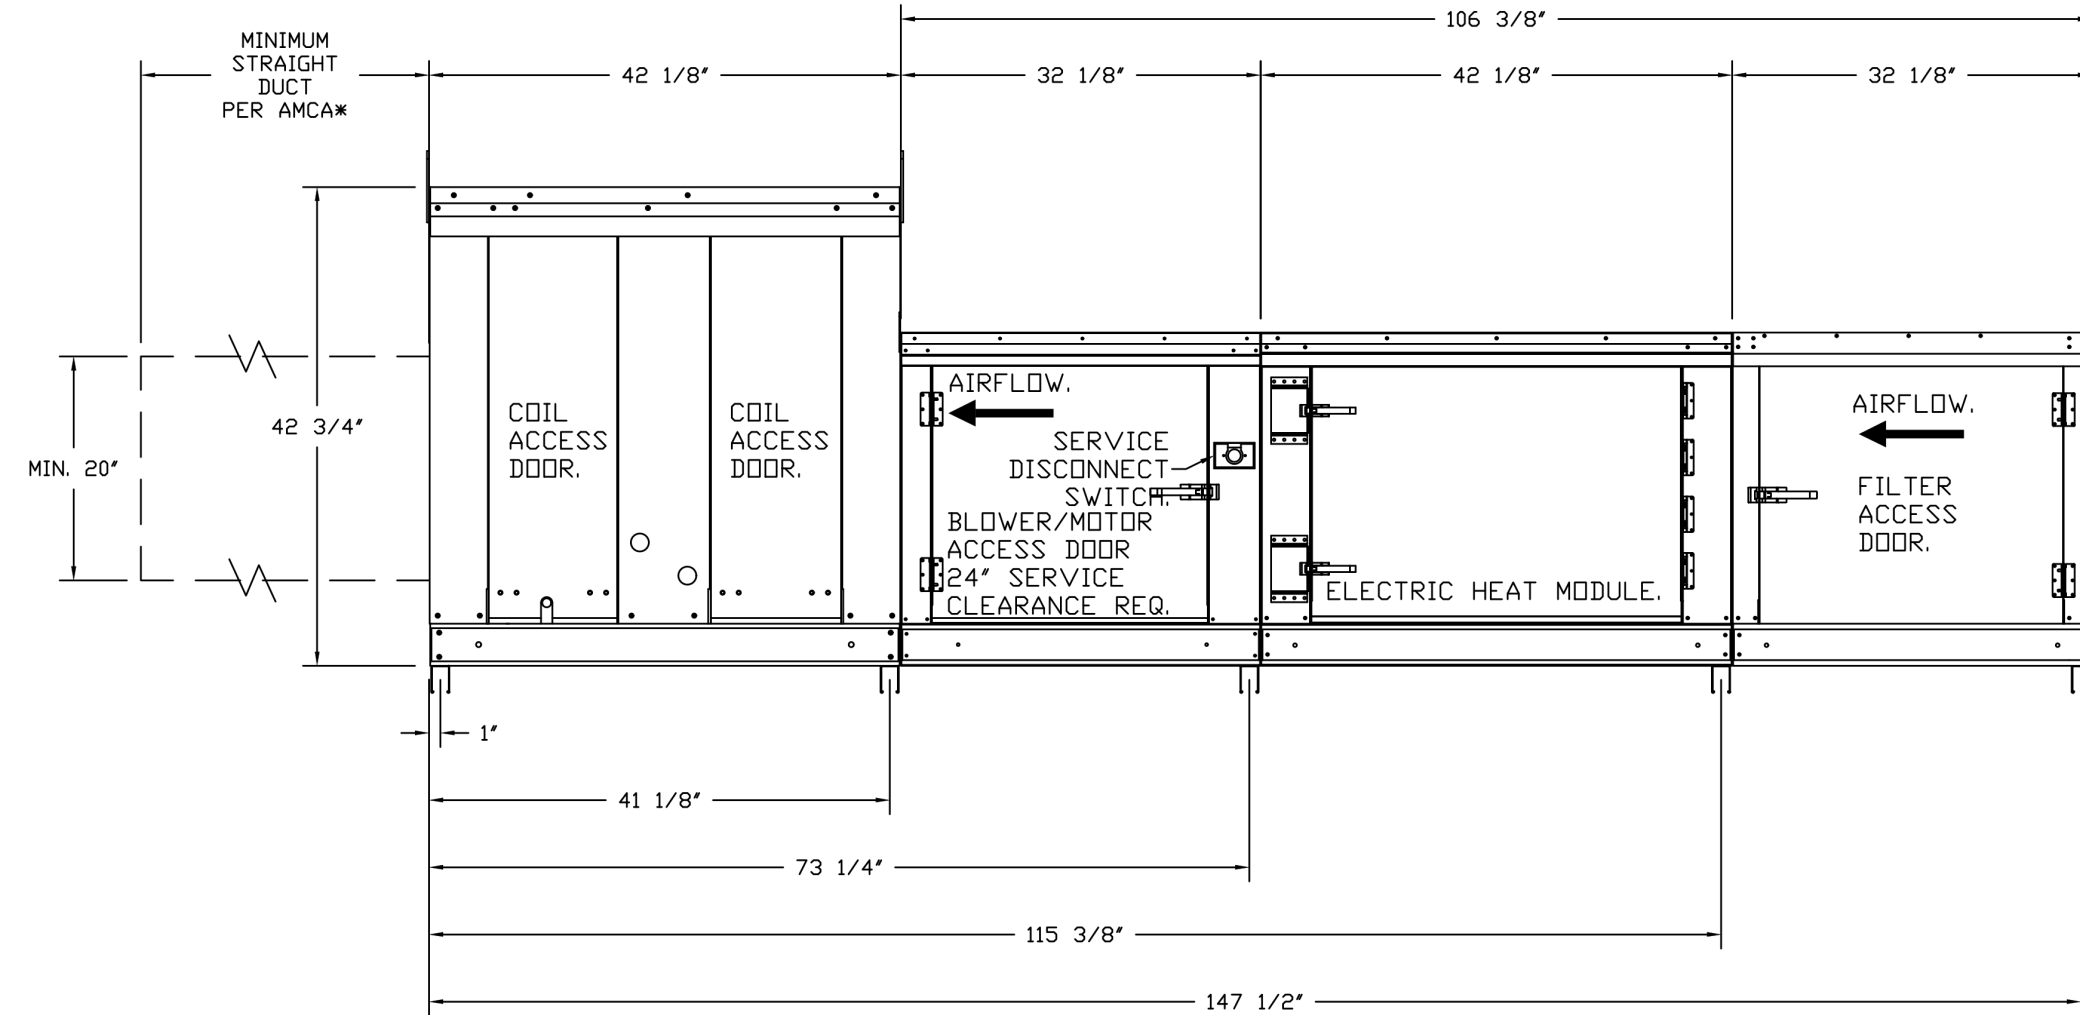 106 3/8"
MINIMUM
STRAIGHT
DUCT
PER AMCA*
42 1/8"
32 1/8"
42 1/8"
32 1/8"
42 3/4"
MIN. 20"
COIL
ACCESS
DOOR.
COIL
ACCESS
DOOR.
AIRFLOW.
SERVICE
DISCONNECT
SWITCH.
BLOWER/MOTOR
ACCESS DOOR
24" SERVICE
CLEARANCE REQ.
ELECTRIC HEAT MODULE.
AIRFLOW.
FILTER
ACCESS
DOOR.
1"
41 1/8"
73 1/4"
115 3/8"
147 1/2"